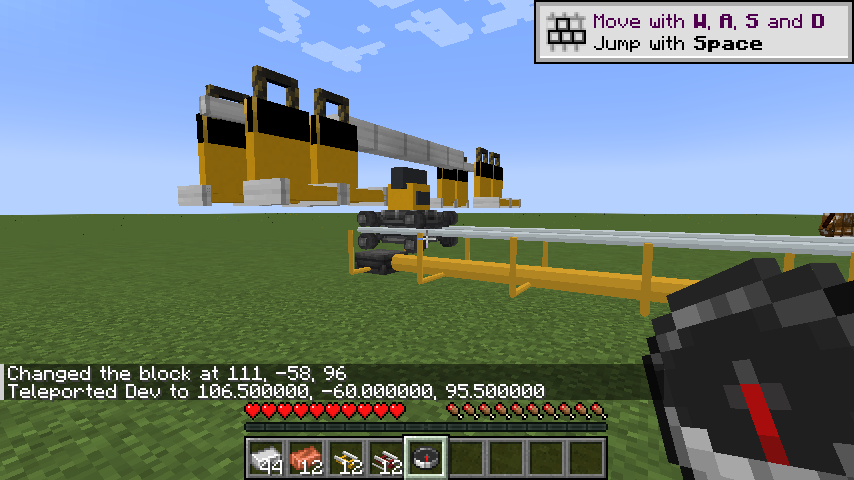 Move with W, A, S and D
Jump with Space
Changed the block at 111, -58, 96
Teleported Dev to 106.500000, -60.000000, 95.500000
44 12 12 12